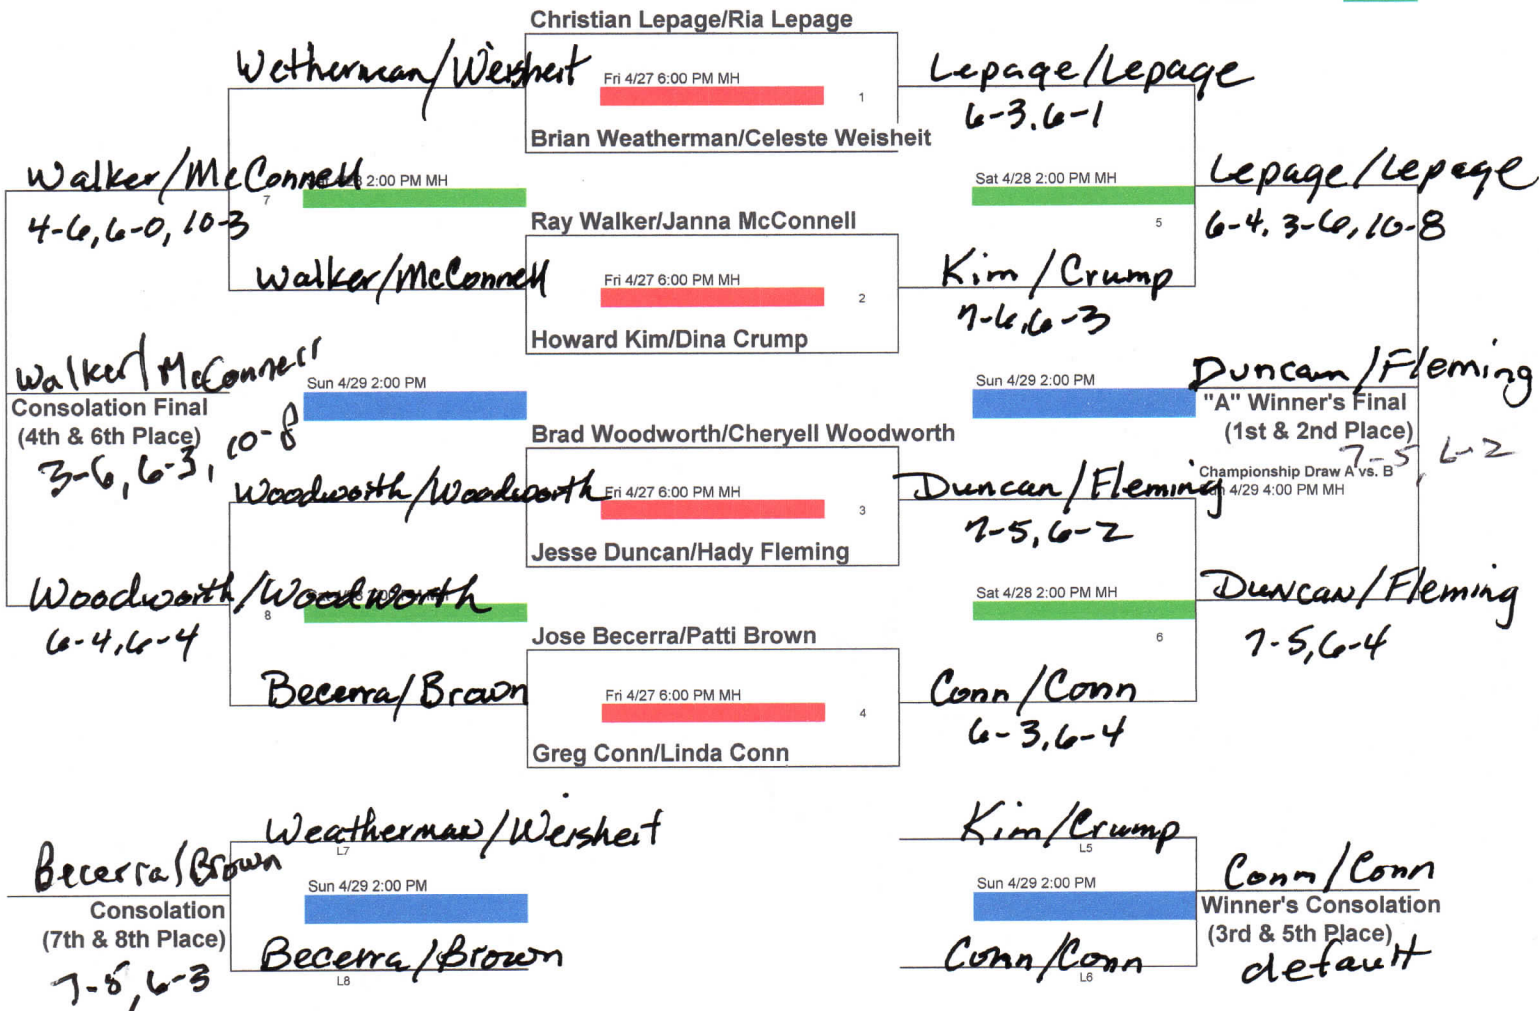 Christian Lepage/Ria Lepage
Wetherman/Weisheit
Fri 4/27 6:00 PM MH
1
Lepage/Lepage
6-3, 6-1
Brian Weatherman/Celeste Weisheit
Walker/McConnell
2:00 PM MH
7
4-6, 6-0, 10-3
Sat 4/28 2:00 PM MH
5
Lepage/Lepage
6-4, 3-6, 10-8
Ray Walker/Janna McConnell
Walker/McConnell
Fri 4/27 6:00 PM MH
2
Kim/Crump
7-6, 6-3
Howard Kim/Dina Crump
Walker/McConnell
Sun 4/29 2:00 PM
Consolation Final
(4th & 6th Place)
3-6, 6-3, 10-8
Sun 4/29 2:00 PM
Duncan/Fleming
"A" Winner's Final
(1st & 2nd Place)
7-5, 6-2
Championship Draw A vs. B
4/29 4:00 PM MH
Brad Woodworth/Cheryell Woodworth
Woodworth/Woodworth
Fri 4/27 6:00 PM MH
3
Duncan/Fleming
7-5, 6-2
Jesse Duncan/Hady Fleming
Woodworth/Woodworth
8
6-4, 6-4
Sat 4/28 2:00 PM MH
6
Duncan/Fleming
7-5, 6-4
Jose Becerra/Patti Brown
Becerra/Brown
Fri 4/27 6:00 PM MH
4
Conn/Conn
6-3, 6-4
Greg Conn/Linda Conn
Weatherman/Weisheit
L7
Becerra/Brown
Sun 4/29 2:00 PM
Consolation
(7th & 8th Place)
7-5, 6-3
Becerra/Brown
L8
Kim/Crump
L5
Sun 4/29 2:00 PM
Conn/Conn
Winner's Consolation
(3rd & 5th Place)
default
Conn/Conn
L6